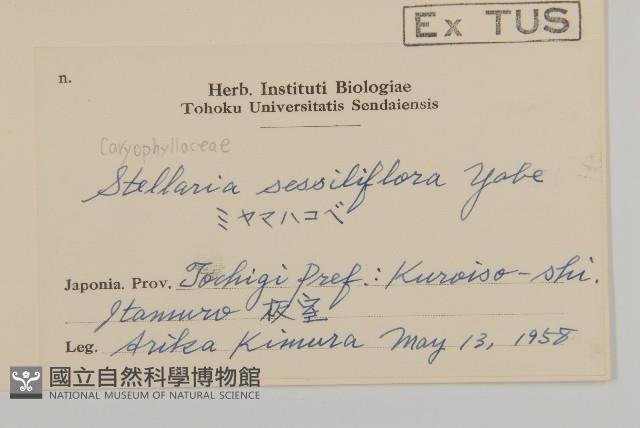 Ex TUS
n.
Herb. Instituti Biologiae
Tohoku Universitatis Sendaiensis
Caryophyllaceae
Stellaria sessiliflora Yabe
ミヤマハコベ
Japonia. Prov. Tochigi Pref.: Kuroiso-shi.
Itamuro 板室
Leg. Arika Kimura May 13, 1958
國立自然科學博物館
NATIONAL MUSEUM OF NATURAL SCIENCE